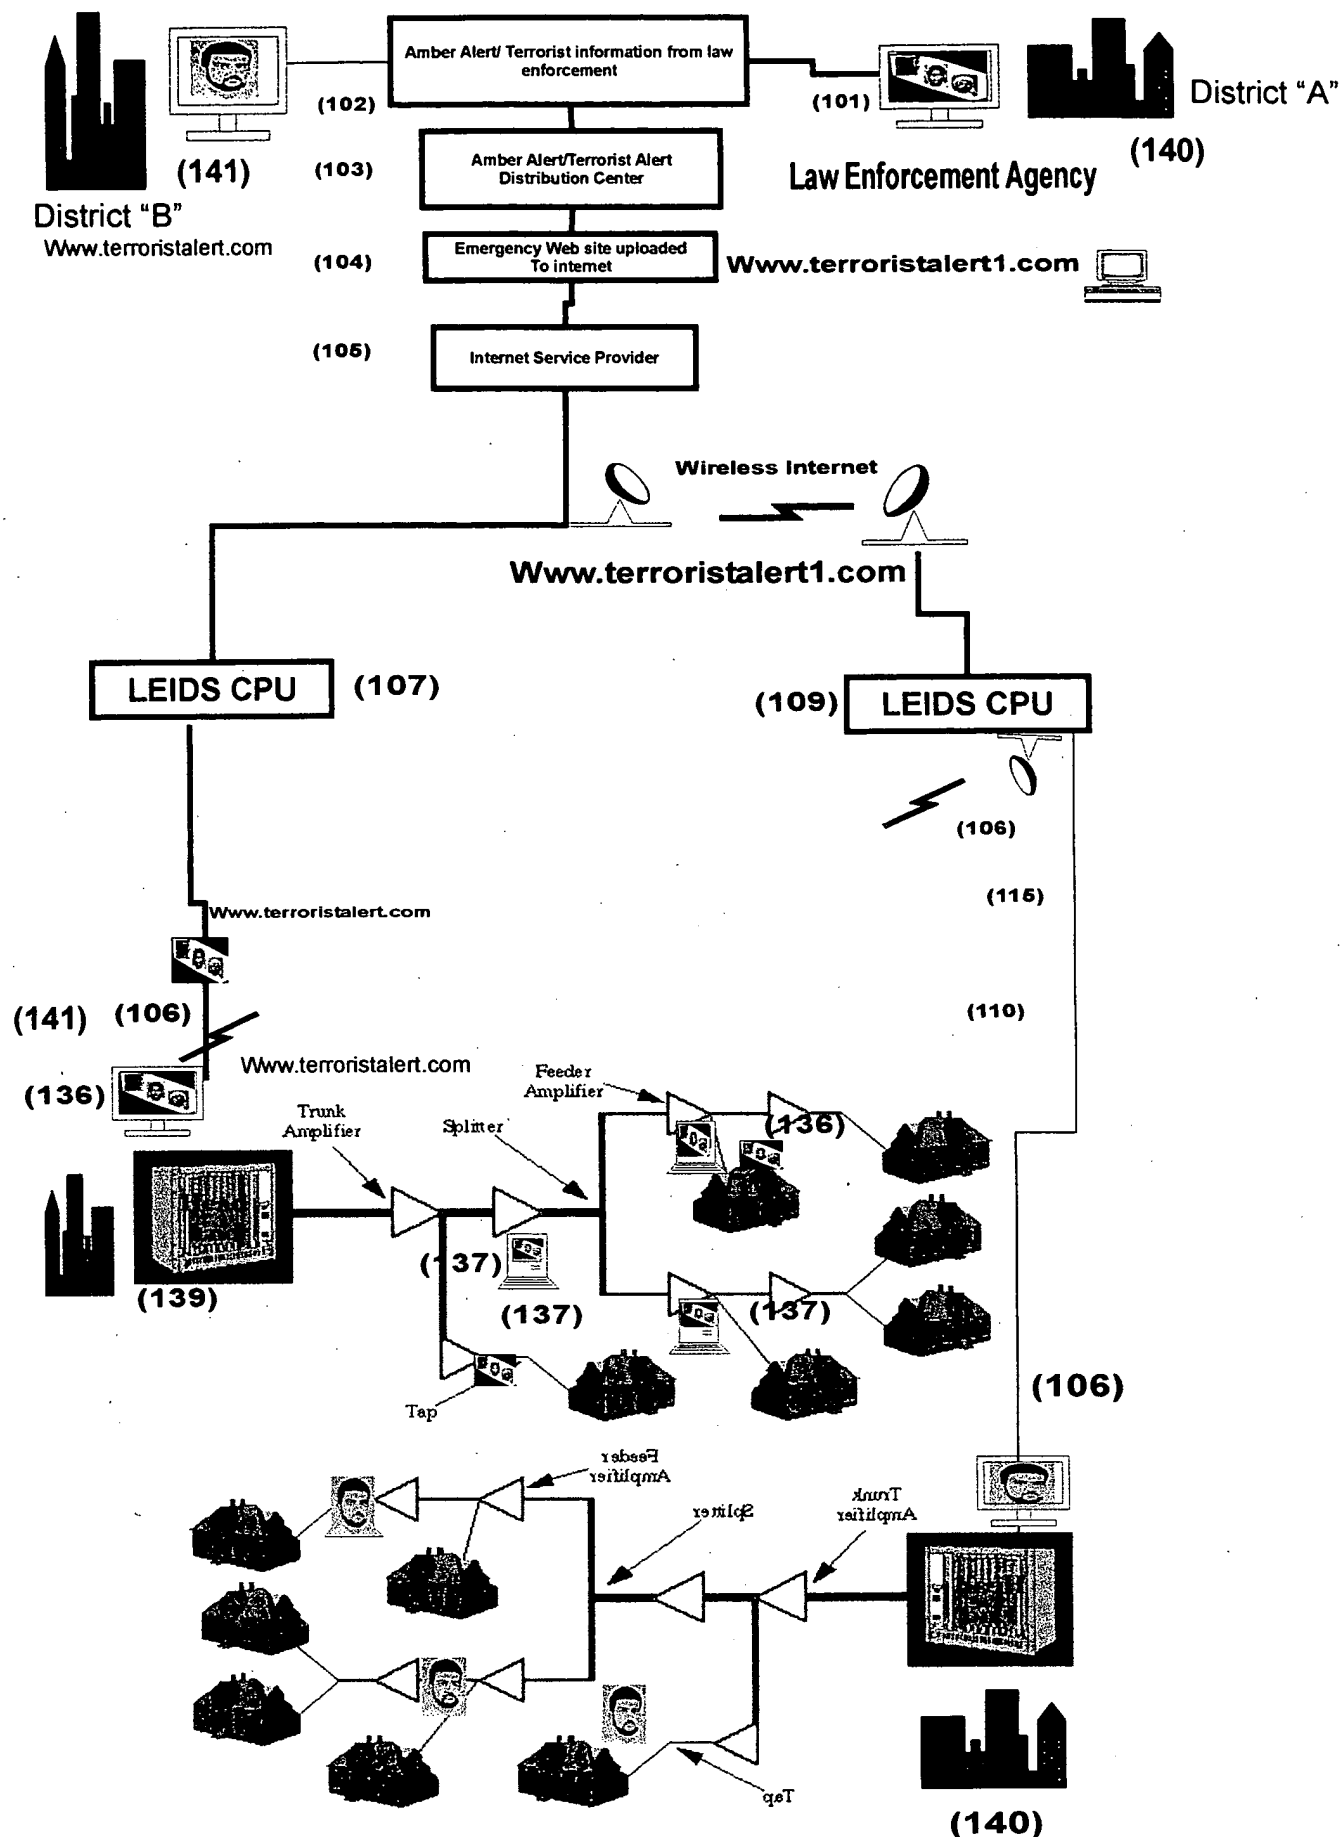 Amber Alert/ Terrorist information from law
enforcement
(102)
(101)
District “A”
(140)
(141)
District “B”
Www.terroristalert.com
(103)
Amber Alert/Terrorist Alert
Distribution Center
Law Enforcement Agency
(104)
Emergency Web site uploaded
To internet
Www.terroristalert1.com
(105)
Internet Service Provider
Wireless Internet
Www.terroristalert1.com
LEIDS CPU
(107)
(109)
LEIDS CPU
(106)
(115)
Www.terroristalert.com
(141)
(106)
(110)
Www.terroristalert.com
(136)
Feeder
Amplifier
Trunk
Amplifier
Splitter
(136)
(137)
(139)
(137)
(137)
Tap
(106)
Feeder
Amplifier
Splitter
Trunk
Amplifier
Tap
(140)